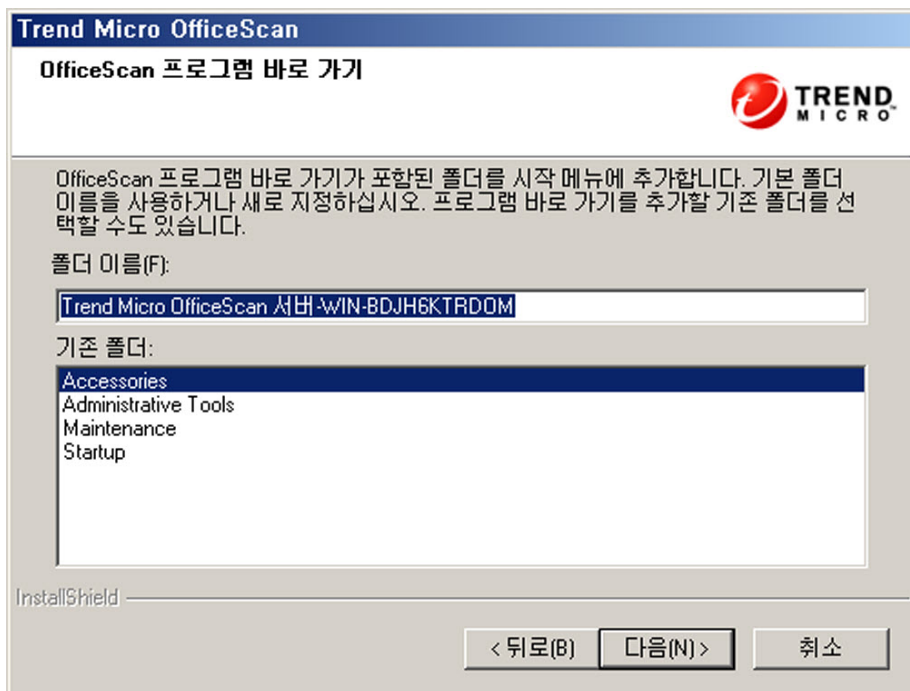 Trend Micro OfficeScan
OfficeScan 프로그램 바로 가기
TREND
MICRO™
OfficeScan 프로그램 바로 가기가 포함된 폴더를 시작 메뉴에 추가합니다. 기본 폴더
이름을 사용하거나 새로 지정하십시오. 프로그램 바로 가기를 추가할 기존 폴더를 선
택할 수도 있습니다.
폴더 이름(F):
Trend Micro OfficeScan 서버-WIN-BDJH6KTRDOM
기존 폴더:
Accessories
Administrative Tools
Maintenance
Startup
InstallShield
< 뒤로(B) 다음(N) > 취소